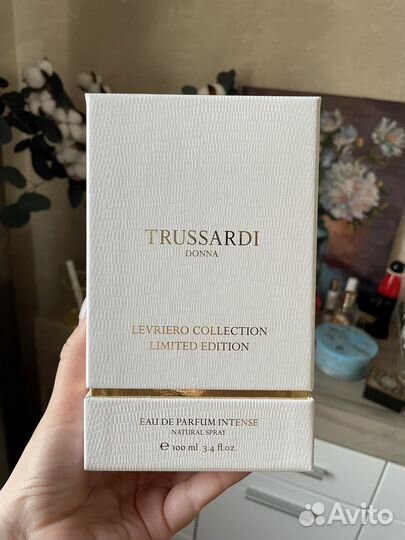 TRUSSARDI
DONNA
LEVRIERO COLLECTION
LIMITED EDITION
EAU DE PARFUM INTENSE
NATURAL SPRAY
e 100 ml 3.4 fl.oz.
Avito